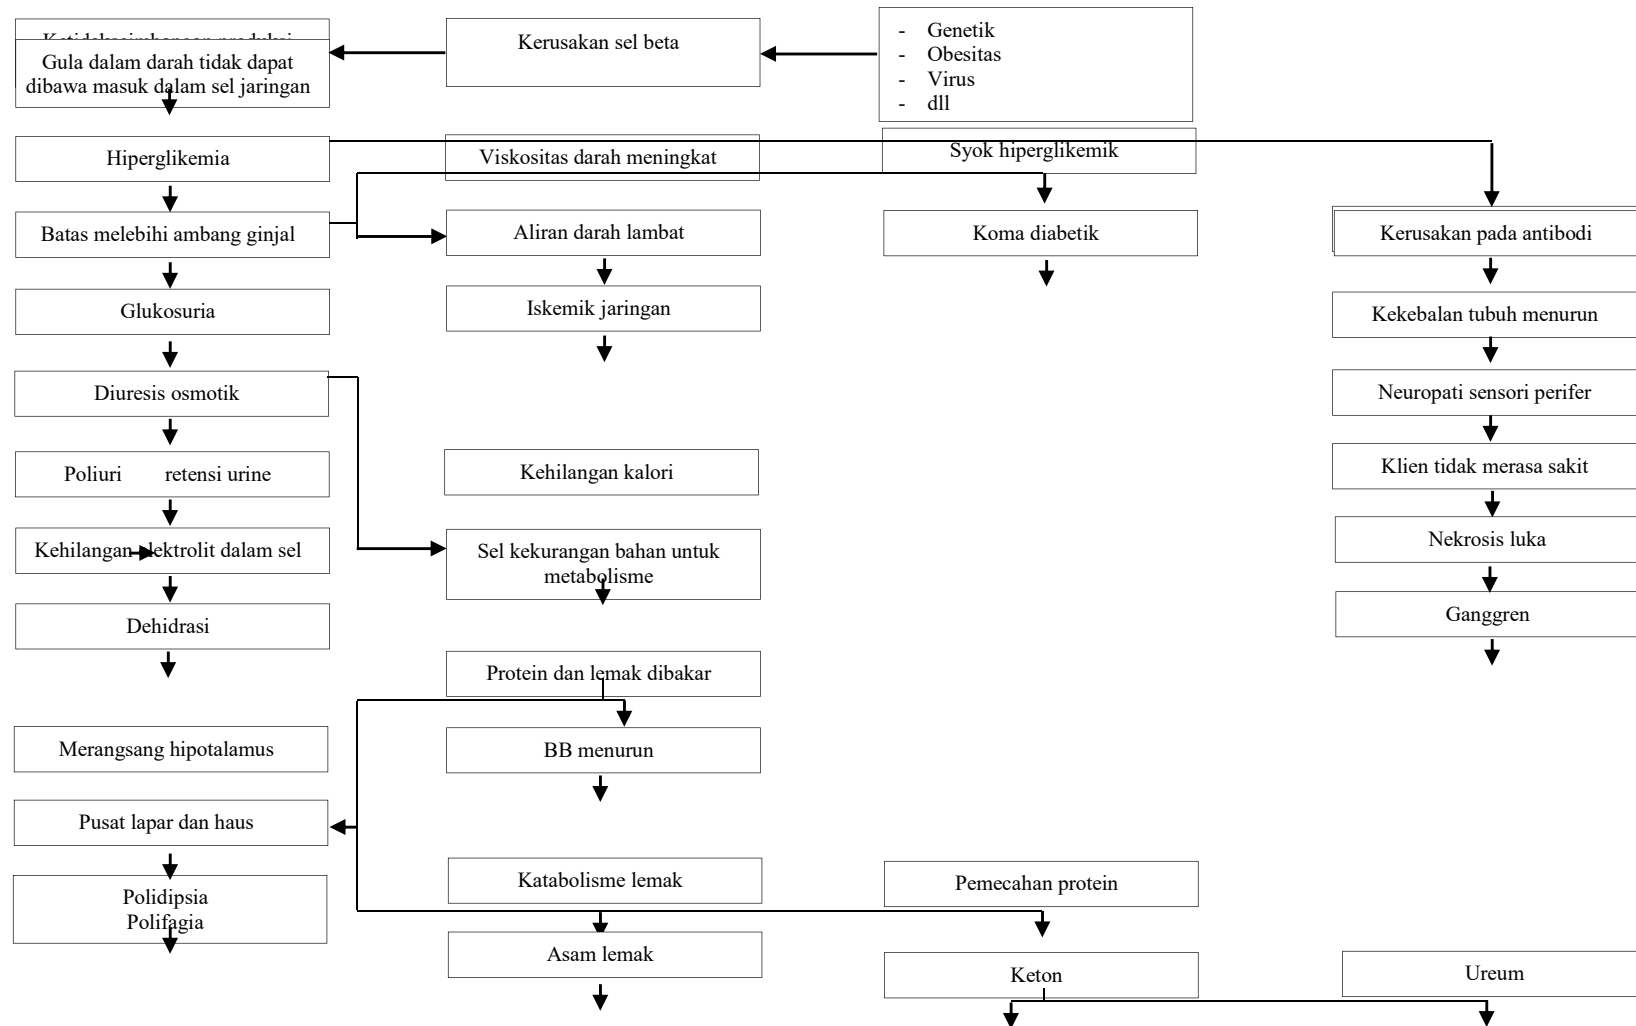 Kerusakan sel beta
- Genetik
- Obesitas
- Virus
- dll
Gula dalam darah tidak dapat
dibawa masuk dalam sel jaringan
Hiperglikemia
Viskositas darah meningkat
Syok hiperglikemik
Batas melebihi ambang ginjal
Aliran darah lambat
Koma diabetik
Kerusakan pada antibodi
Glukosuria
Iskemik jaringan
Kekebalan tubuh menurun
Diuresis osmotik
Neuropati sensori perifer
Poliuri retensi urine
Kehilangan kalori
Klien tidak merasa sakit
Kehilangan elektrolit dalam sel
Sel kekurangan bahan untuk
metabolisme
Nekrosis luka
Dehidrasi
Ganggren
Protein dan lemak dibakar
Merangsang hipotalamus
BB menurun
Pusat lapar dan haus
Katabolisme lemak
Pemecahan protein
Polidipsia
Polifagia
Asam lemak
Keton
Ureum